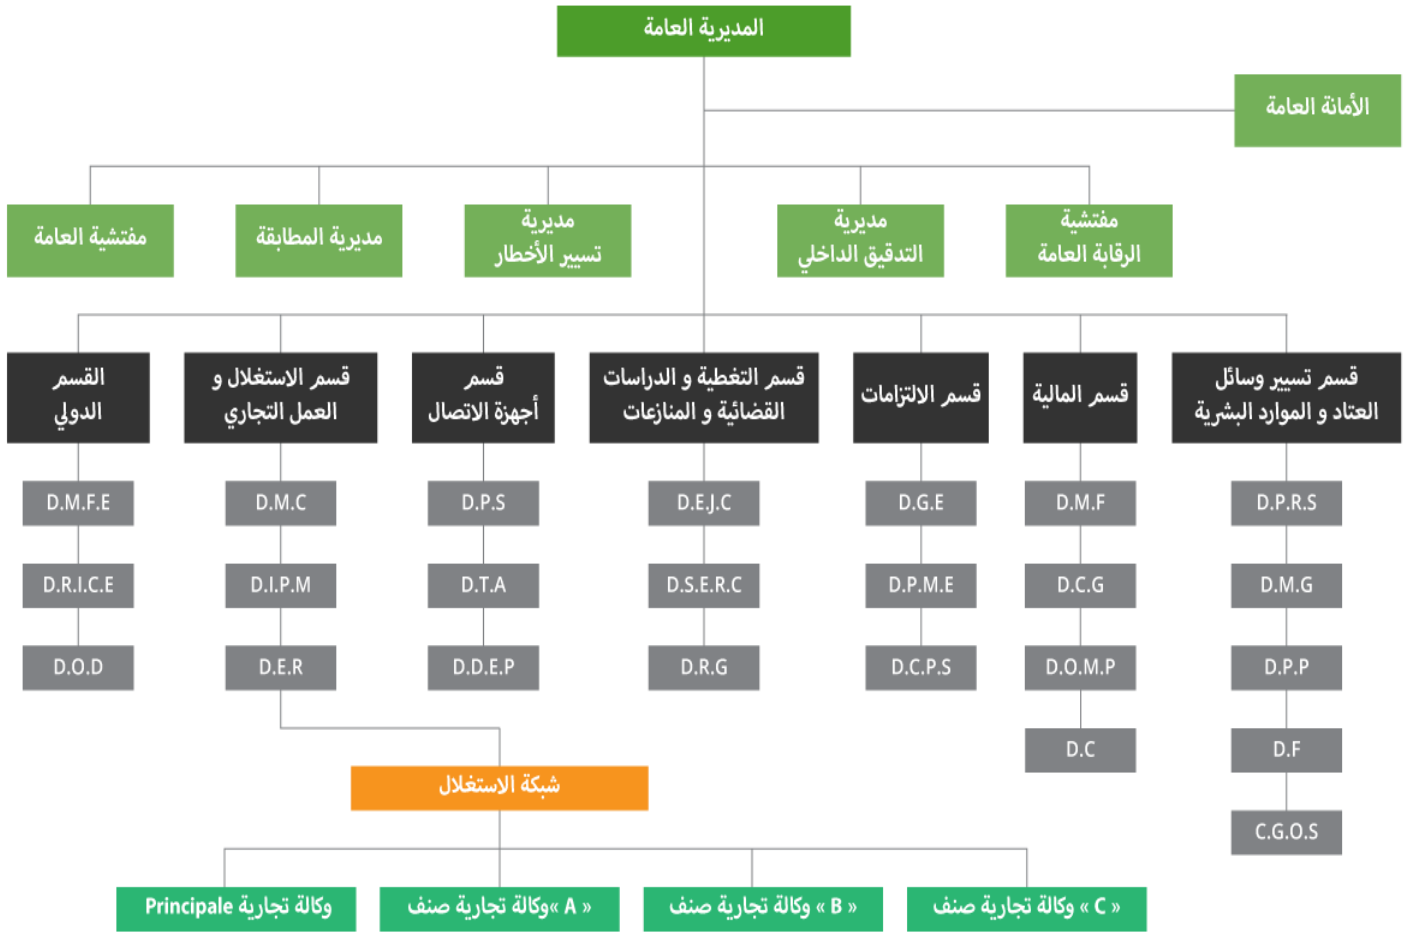 المديرية العامة
الأمانة العامة
مفتشية
الرقابة العامة
مديرية
التدقيق الداخلي
مديرية
تسيير الأخطار
مديرية المطابقة
مفتشية العامة
قسم تسيير وسائل
العتاد و الموارد البشرية
قسم المالية
قسم الالتزامات
قسم التغطية و الدراسات
القضائية و المنازعات
قسم
أجهزة الاتصال
قسم الاستغلال و
العمل التجاري
القسم
الدولي
D.P.R.S
D.M.G
D.P.P
D.F
C.G.O.S
D.M.F
D.C.G
D.O.M.P
D.C
D.G.E
D.P.M.E
D.C.P.S
D.E.J.C
D.S.E.R.C
D.R.G
D.P.S
D.T.A
D.D.E.P
D.M.C
D.I.P.M
D.E.R
D.M.F.E
D.R.I.C.E
D.O.D
شبكة الاستغلال
وكالة تجارية صنف « C »
وكالة تجارية صنف « B »
وكالة تجارية صنف« A »
وكالة تجارية Principale